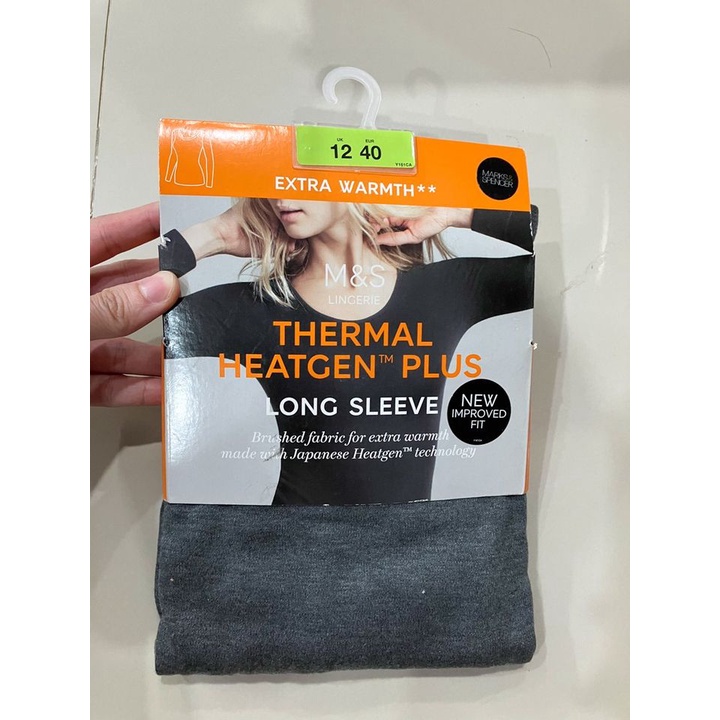 UK EUR
12 40
Y101CA
EXTRA WARMTH**
MARKS&
SPENCER
M&S
LINGERIE
THERMAL
HEATGEN™ PLUS
LONG SLEEVE
NEW
IMPROVED
FIT
Brushed fabric for extra warmth
made with Japanese Heatgen™ technology